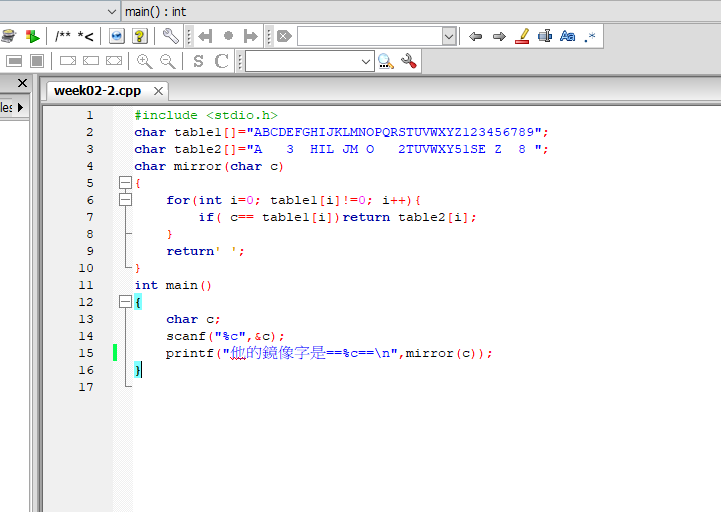 main() : int
/** *<
S C
Aa .*
les
week02-2.cpp
1 #include <stdio.h>
2 char table1[]="ABCDEFGHIJKLMNOPQRSTUVWXYZ123456789";
3 char table2[]="A   3  HIL JM O   2TUVWXY51SE Z  8 ";
4 char mirror(char c)
5 {
6     for(int i=0; table1[i]!=0; i++){
7         if( c== table1[i])return table2[i];
8     }
9     return' ';
10 }
11 int main()
12 {
13     char c;
14     scanf("%c",&c);
15     printf("他的鏡像字是==%c==\n",mirror(c));
16 }
17